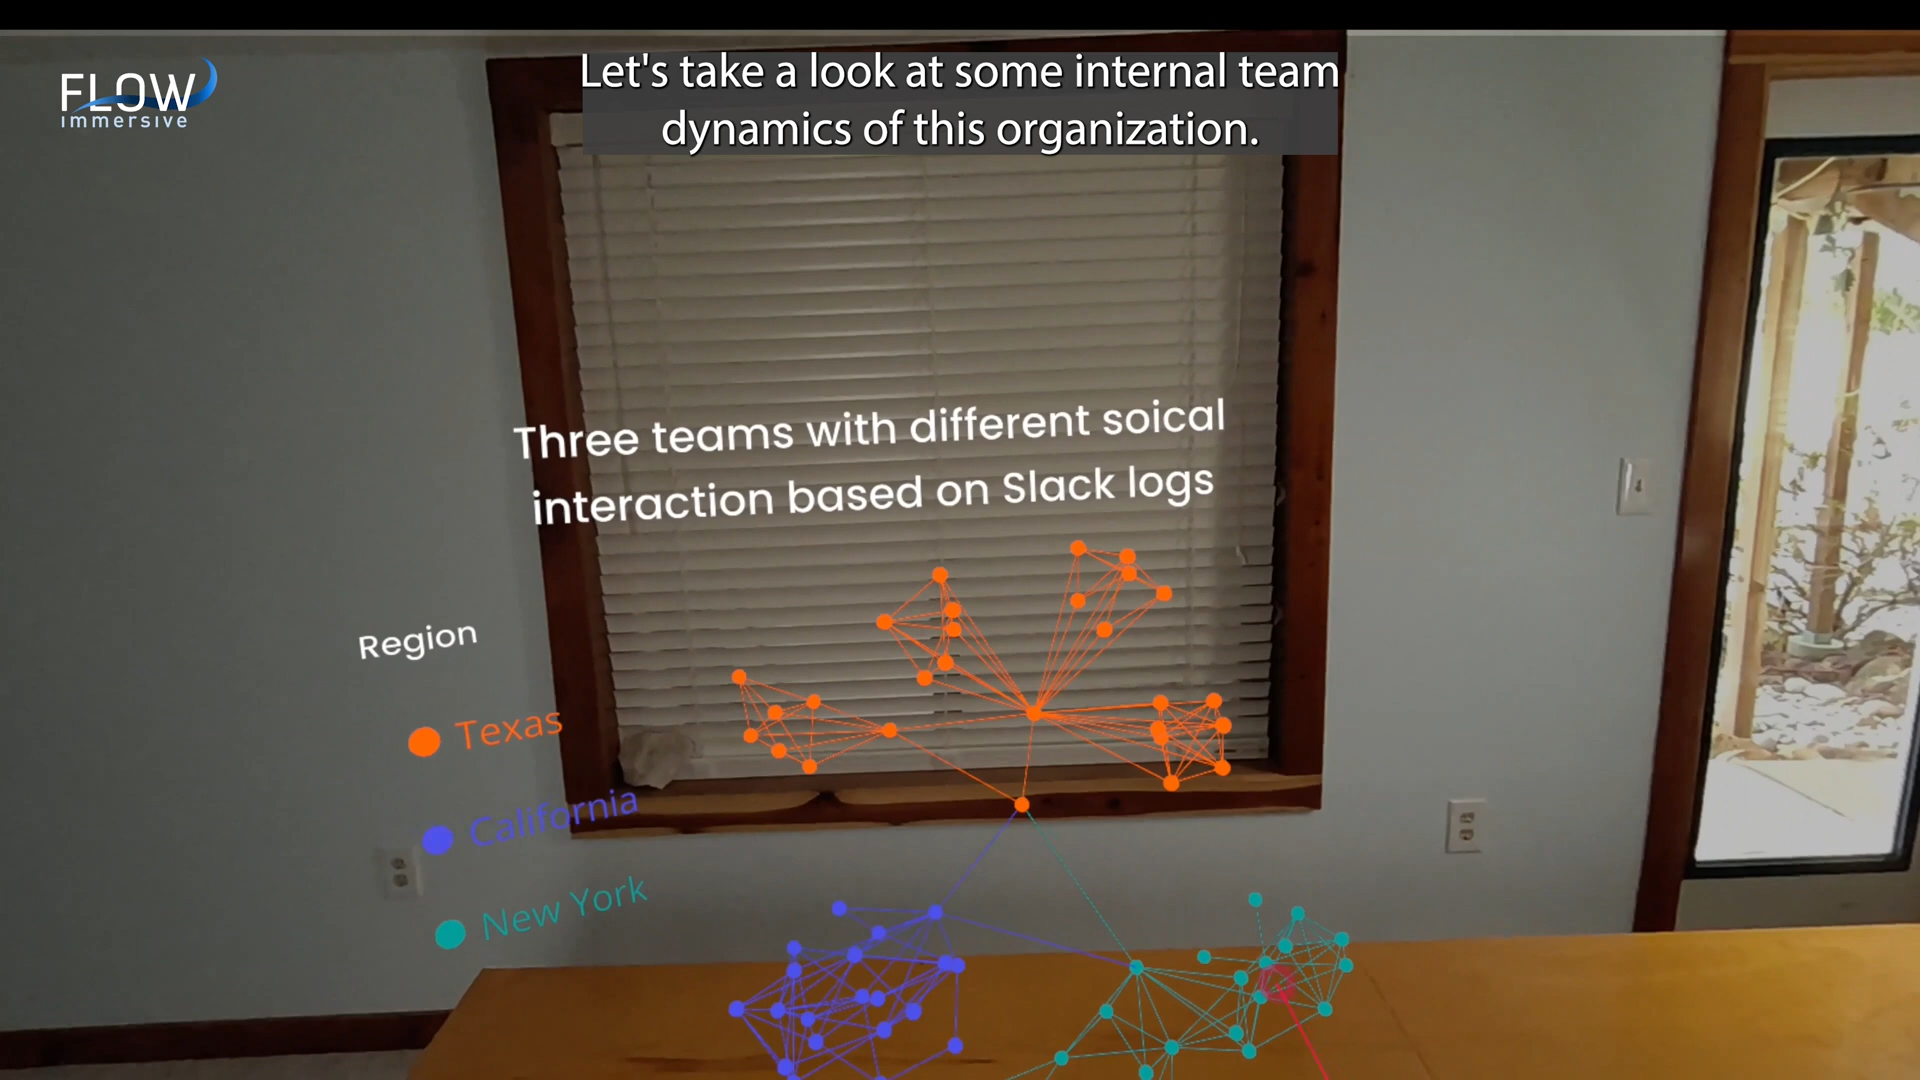 FLOW
immersive
Let's take a look at some internal team
dynamics of this organization.
Three teams with different soical
interaction based on Slack logs
Region
Texas
California
New York